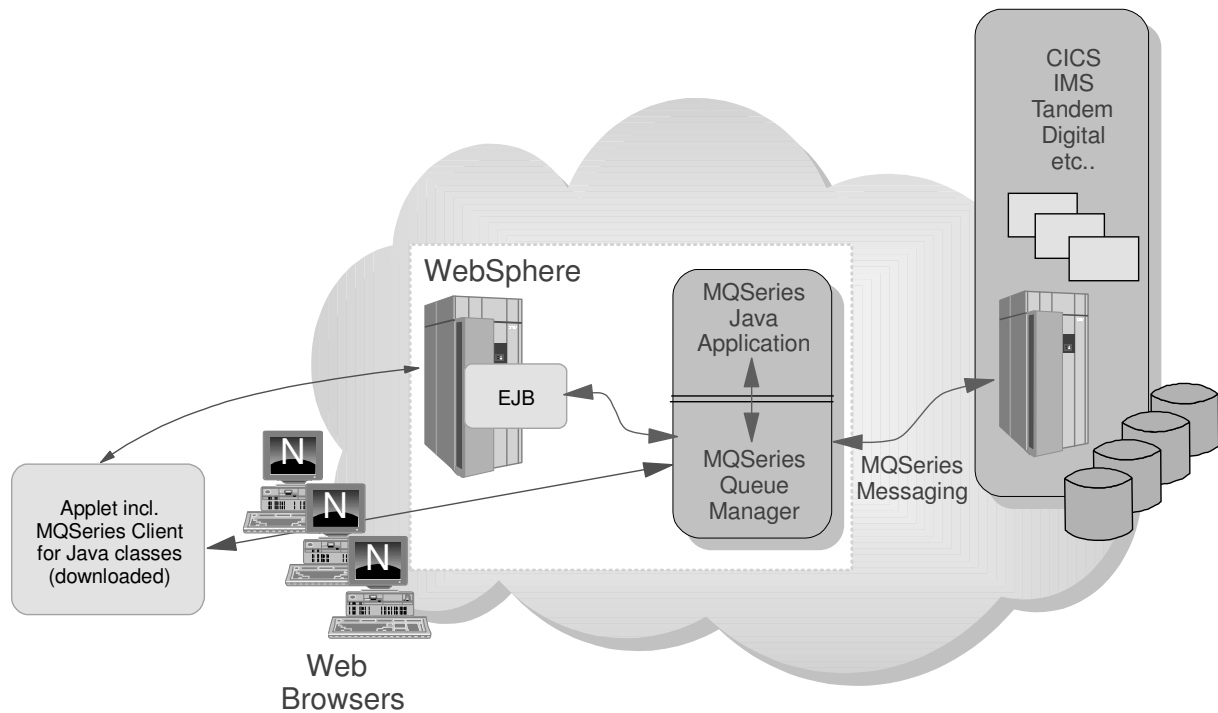 CICS
IMS
Tandem
Digital
etc..
WebSphere
MQSeries
Java
Application
EJB
MQSeries
Queue
Manager
MQSeries
Messaging
N
N
N
Applet incl.
MQSeries Client
for Java classes
(downloaded)
Web
Browsers